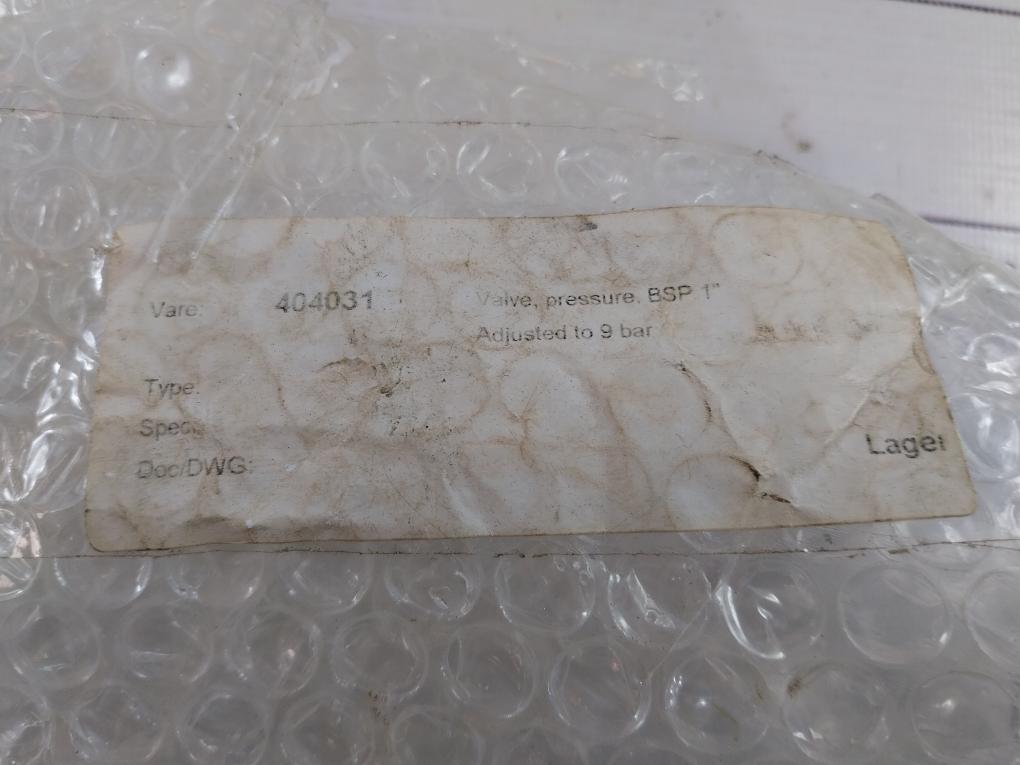 Vare: 404031 Valve, pressure, BSP 1"
Adjusted to 9 bar
Type:
Spec:
Lager
Doc/DWG: